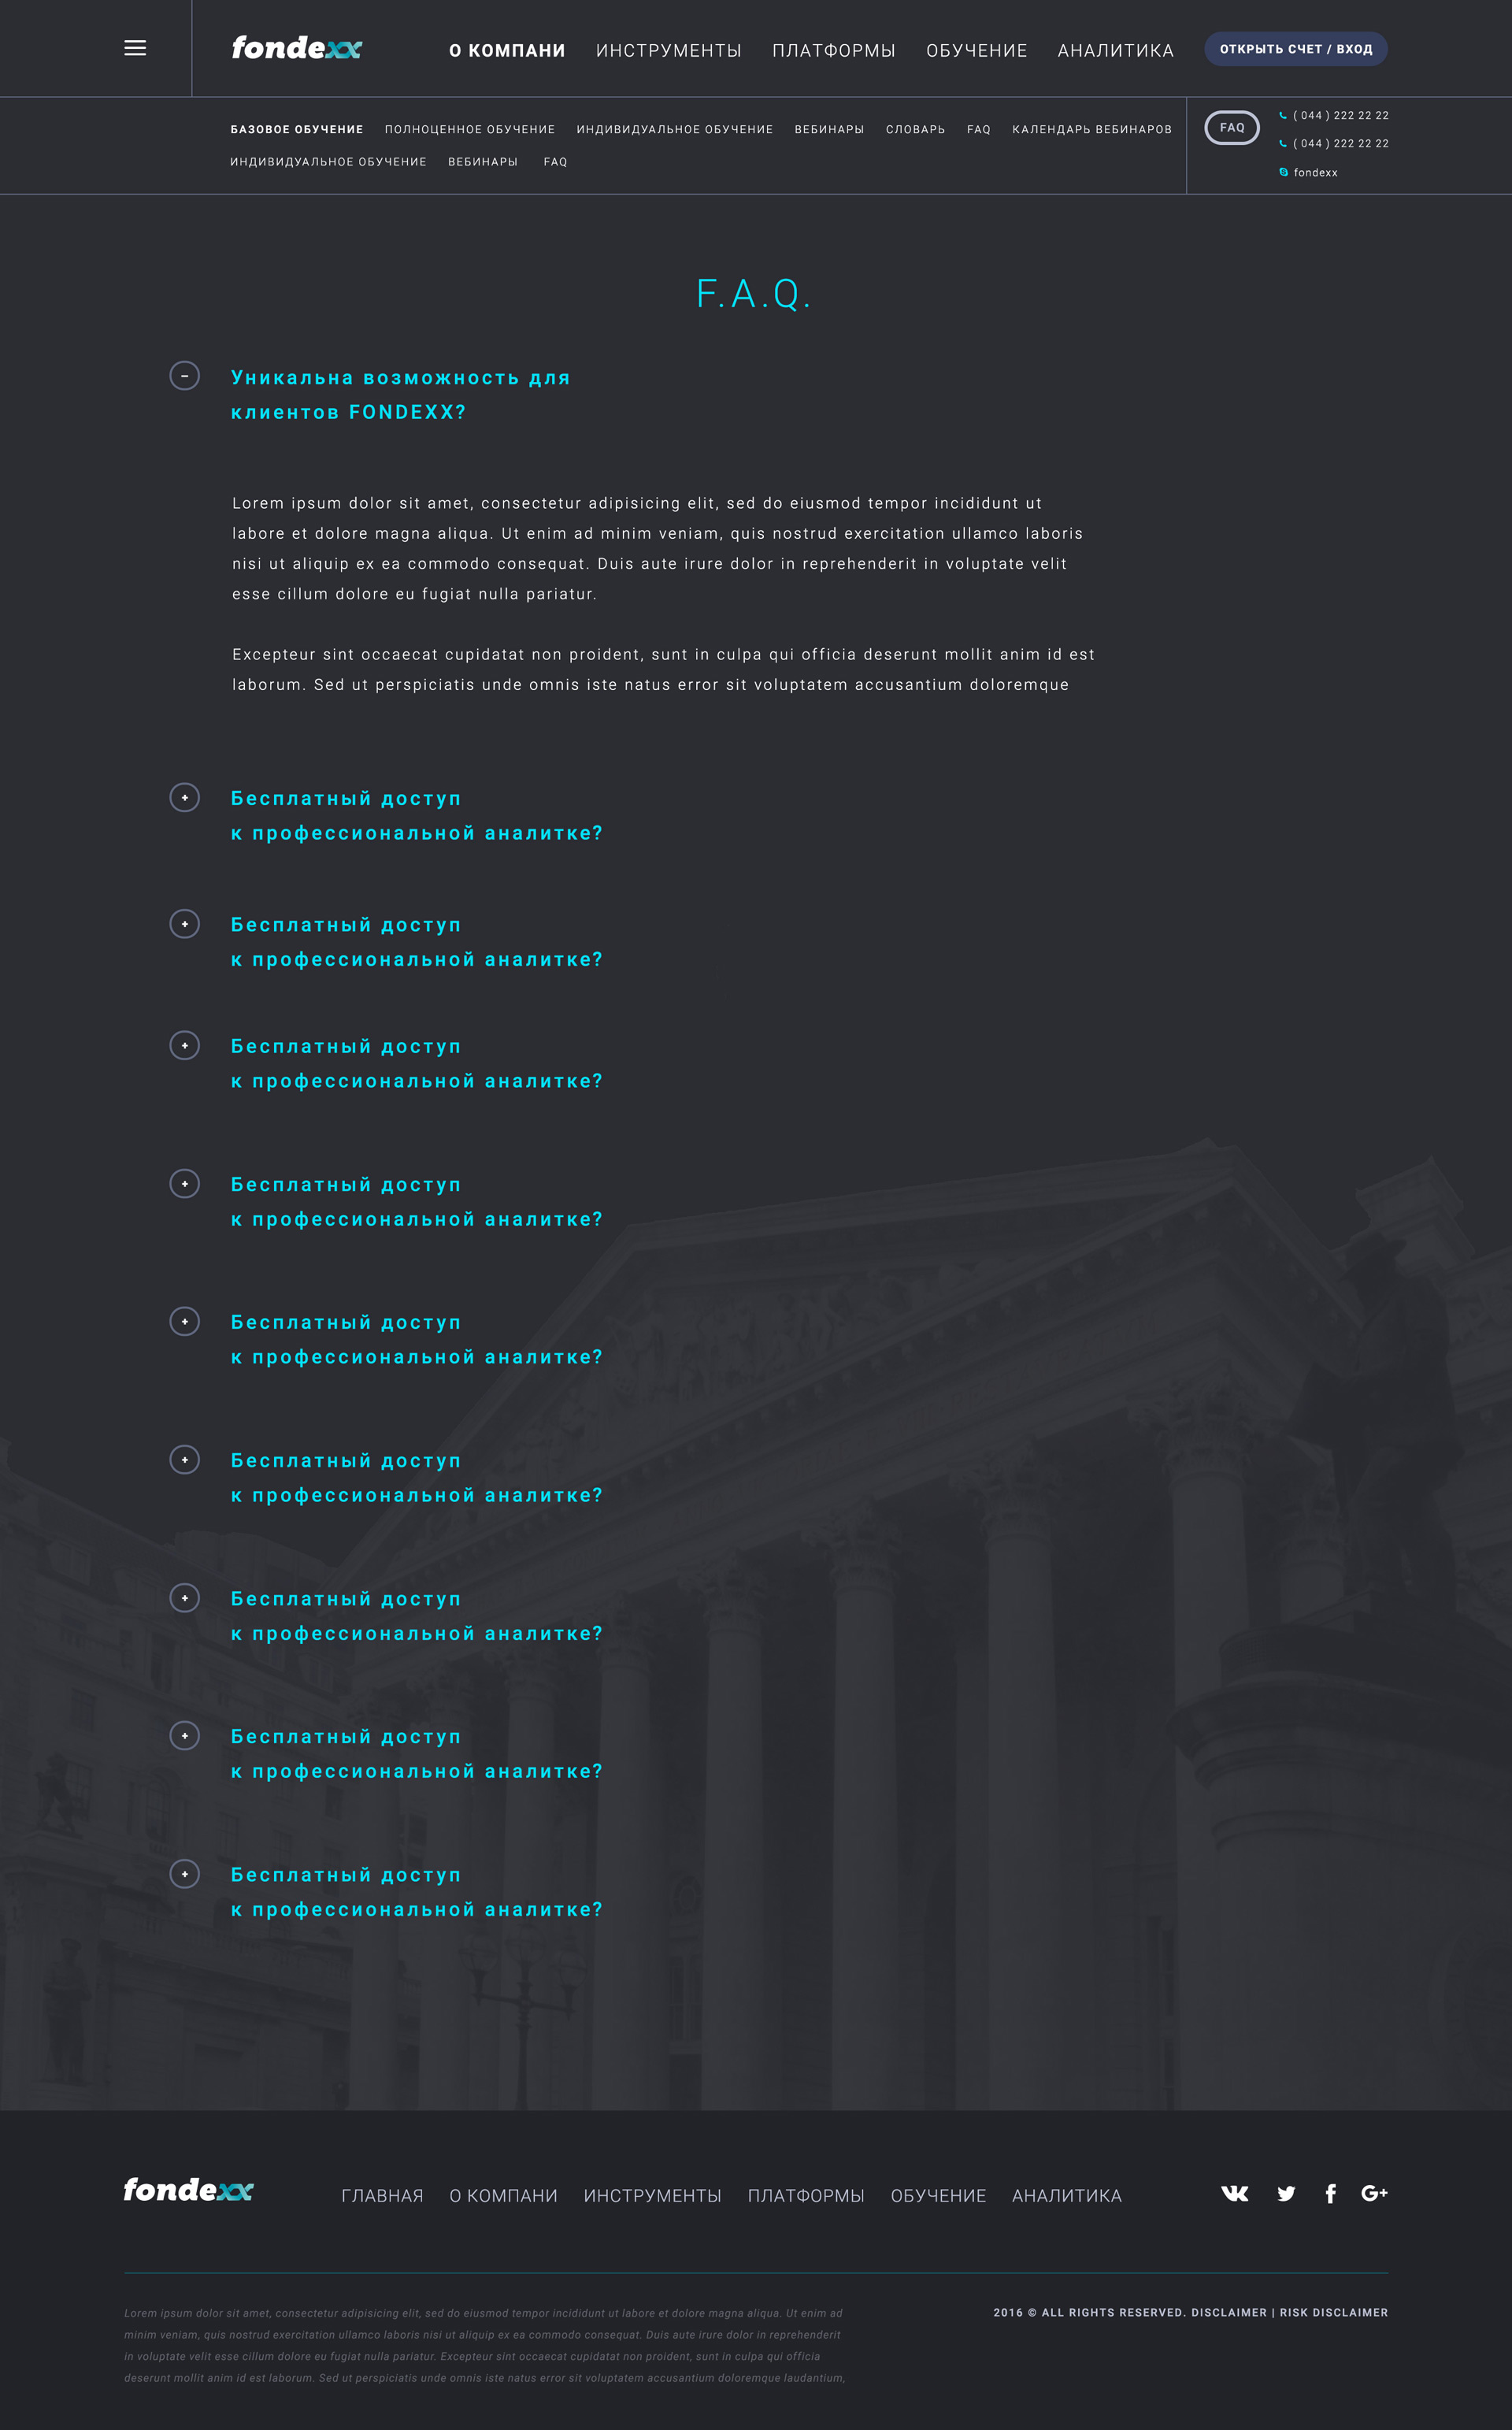 fondexx
О КОМПАНИ ИНСТРУМЕНТЫ ПЛАТФОРМЫ ОБУЧЕНИЕ АНАЛИТИКА
ОТКРЫТЬ СЧЕТ / ВХОД
БАЗОВОЕ ОБУЧЕНИЕ ПОЛНОЦЕННОЕ ОБУЧЕНИЕ ИНДИВИДУАЛЬНОЕ ОБУЧЕНИЕ ВЕБИНАРЫ СЛОВАРЬ FAQ КАЛЕНДАРЬ ВЕБИНАРОВ
ИНДИВИДУАЛЬНОЕ ОБУЧЕНИЕ ВЕБИНАРЫ FAQ
FAQ
( 044 ) 222 22 22
( 044 ) 222 22 22
fondexx
F.A.Q.
Уникальна возможность для
клиентов FONDEXX?
Lorem ipsum dolor sit amet, consectetur adipisicing elit, sed do eiusmod tempor incididunt ut
labore et dolore magna aliqua. Ut enim ad minim veniam, quis nostrud exercitation ullamco laboris
nisi ut aliquip ex ea commodo consequat. Duis aute irure dolor in reprehenderit in voluptate velit
esse cillum dolore eu fugiat nulla pariatur.
Excepteur sint occaecat cupidatat non proident, sunt in culpa qui officia deserunt mollit anim id est
laborum. Sed ut perspiciatis unde omnis iste natus error sit voluptatem accusantium doloremque
Бесплатный доступ
к профессиональной аналитке?
Бесплатный доступ
к профессиональной аналитке?
Бесплатный доступ
к профессиональной аналитке?
Бесплатный доступ
к профессиональной аналитке?
Бесплатный доступ
к профессиональной аналитке?
Бесплатный доступ
к профессиональной аналитке?
Бесплатный доступ
к профессиональной аналитке?
Бесплатный доступ
к профессиональной аналитке?
Бесплатный доступ
к профессиональной аналитке?
fondexx
ГЛАВНАЯ О КОМПАНИ ИНСТРУМЕНТЫ ПЛАТФОРМЫ ОБУЧЕНИЕ АНАЛИТИКА
Lorem ipsum dolor sit amet, consectetur adipisicing elit, sed do eiusmod tempor incididunt ut labore et dolore magna aliqua. Ut enim ad
minim veniam, quis nostrud exercitation ullamco laboris nisi ut aliquip ex ea commodo consequat. Duis aute irure dolor in reprehenderit
in voluptate velit esse cillum dolore eu fugiat nulla pariatur. Excepteur sint occaecat cupidatat non proident, sunt in culpa qui officia
deserunt mollit anim id est laborum. Sed ut perspiciatis unde omnis iste natus error sit voluptatem accusantium doloremque laudantium,
2016 © ALL RIGHTS RESERVED. DISCLAIMER | RISK DISCLAIMER